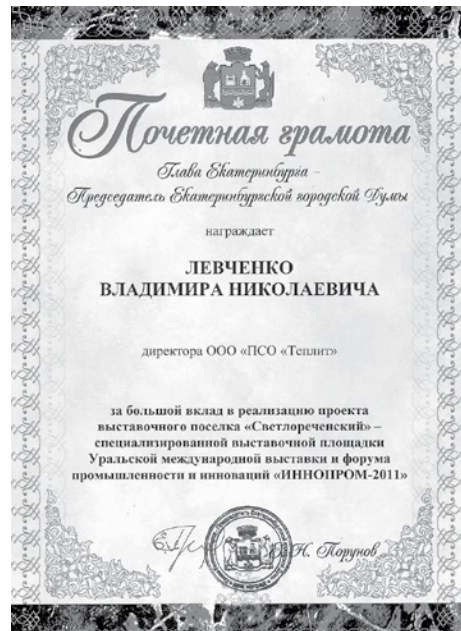 Почетная грамота
Глава Екатеринбурга –
Председатель Екатеринбургской городской Думы
награждает
ЛЕВЧЕНКО
ВЛАДИМИРА НИКОЛАЕВИЧА
директора ООО «ПСО «Теплит»
за большой вклад в реализацию проекта
выставочного поселка «Светлореченский» –
специализированной выставочной площадки
Уральской международной выставки и форума
промышленности и инноваций «ИННОПРОМ-2011»
Е.Н. Порунов